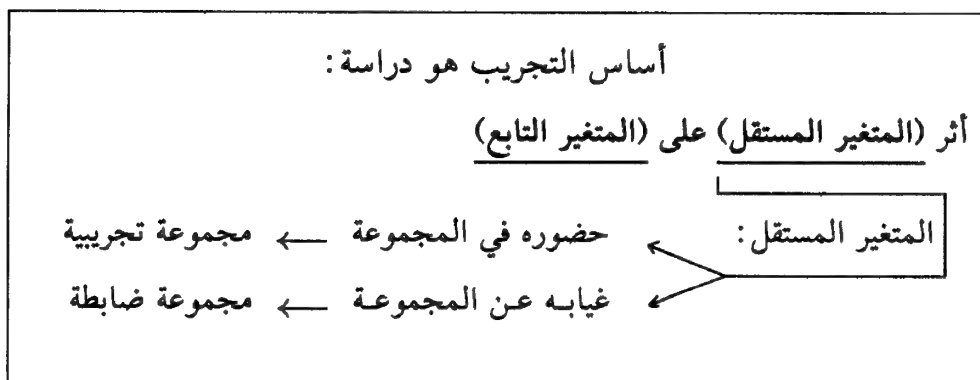 أساس التجريب هو دراسة:
أثر (المتغير المستقل) على (المتغير التابع)
المتغير المستقل: حضوره في المجموعة ← مجموعة تجريبية
غيابه عن المجموعة ← مجموعة ضابطة